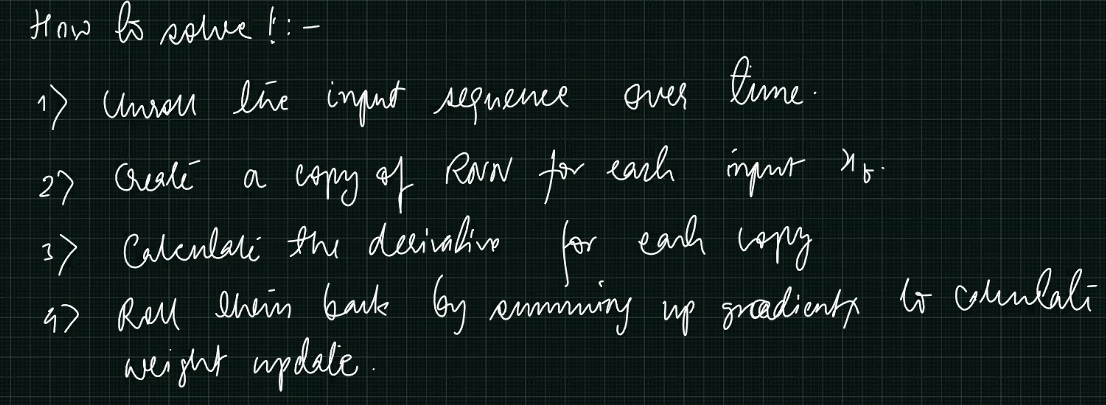 How to solve !:-
1) Unroll the input sequence over time.
2) Create a copy of RNN for each input xt.
3) Calculate the derivative for each copy
4) Roll them back by summing up gradients to calculate
weight update.